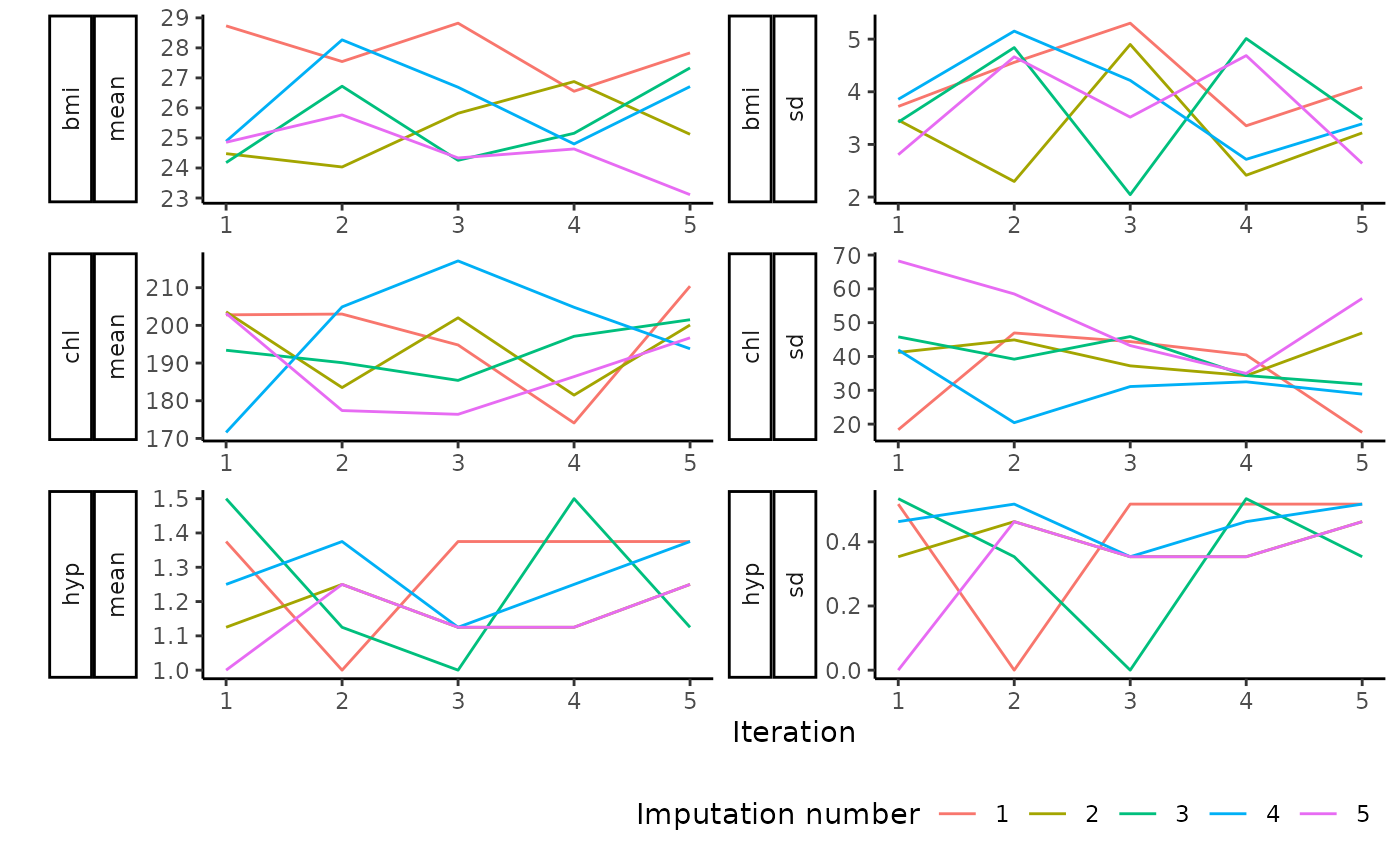 bmi mean 29 28 27 26 25 24 23
1 2 3 4 5
bmi sd 5 4 3 2
1 2 3 4 5
chl mean 210 200 190 180 170
1 2 3 4 5
chl sd 70 60 50 40 30 20
1 2 3 4 5
hyp mean 1.5 1.4 1.3 1.2 1.1 1.0
1 2 3 4 5
hyp sd 0.4 0.2 0.0
1 2 3 4 5
Iteration
Imputation number 1 2 3 4 5